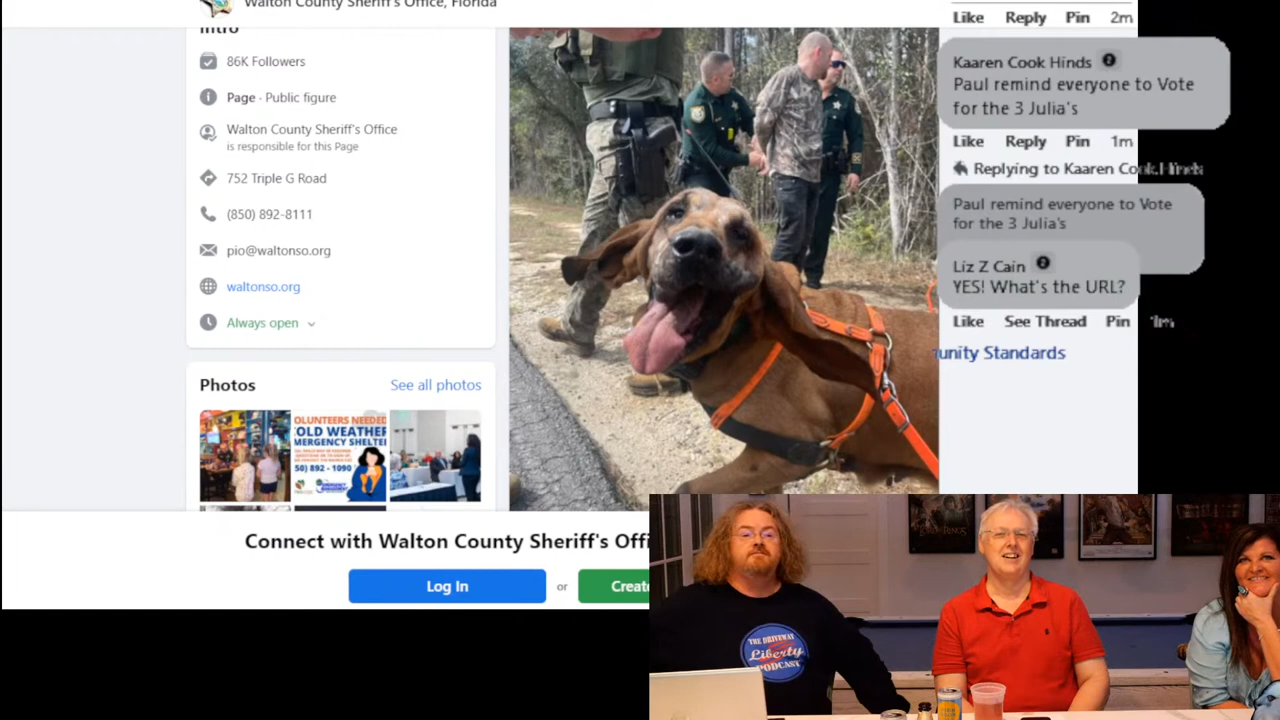 Walton County Sheriff's Office, Florida
Intro
86K Followers
Page · Public figure
Walton County Sheriff's Office
is responsible for this Page
752 Triple G Road
(850) 892-8111
pio@waltonso.org
waltonso.org
Always open
Photos
See all photos
OLUNTEERS NEEDED
OLD WEATHER
MERGENCY SHELTER
50) 892 - 1090
Connect with Walton County Sheriff's Offi
Log In
or
Create
Like Reply Pin 2m
Kaaren Cook Hinds
Paul remind everyone to Vote
for the 3 Julia's
Like Reply Pin 1m
Replying to Kaaren Cook Hinds
Paul remind everyone to Vote
for the 3 Julia's
Liz Z Cain
YES! What's the URL?
Like See Thread Pin 1m
unity Standards
THE DRIVEWAY
Liberty
PODCAST